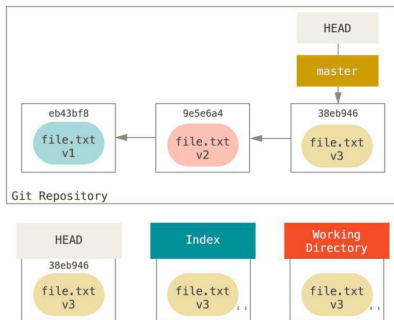 HEAD
master
eb43bf8
9e5e6a4
38eb946
file.txt
v1
file.txt
v2
file.txt
v3
Git Repository
HEAD
Index
Working
Directory
38eb946
file.txt
v3
file.txt
v3
file.txt
v3